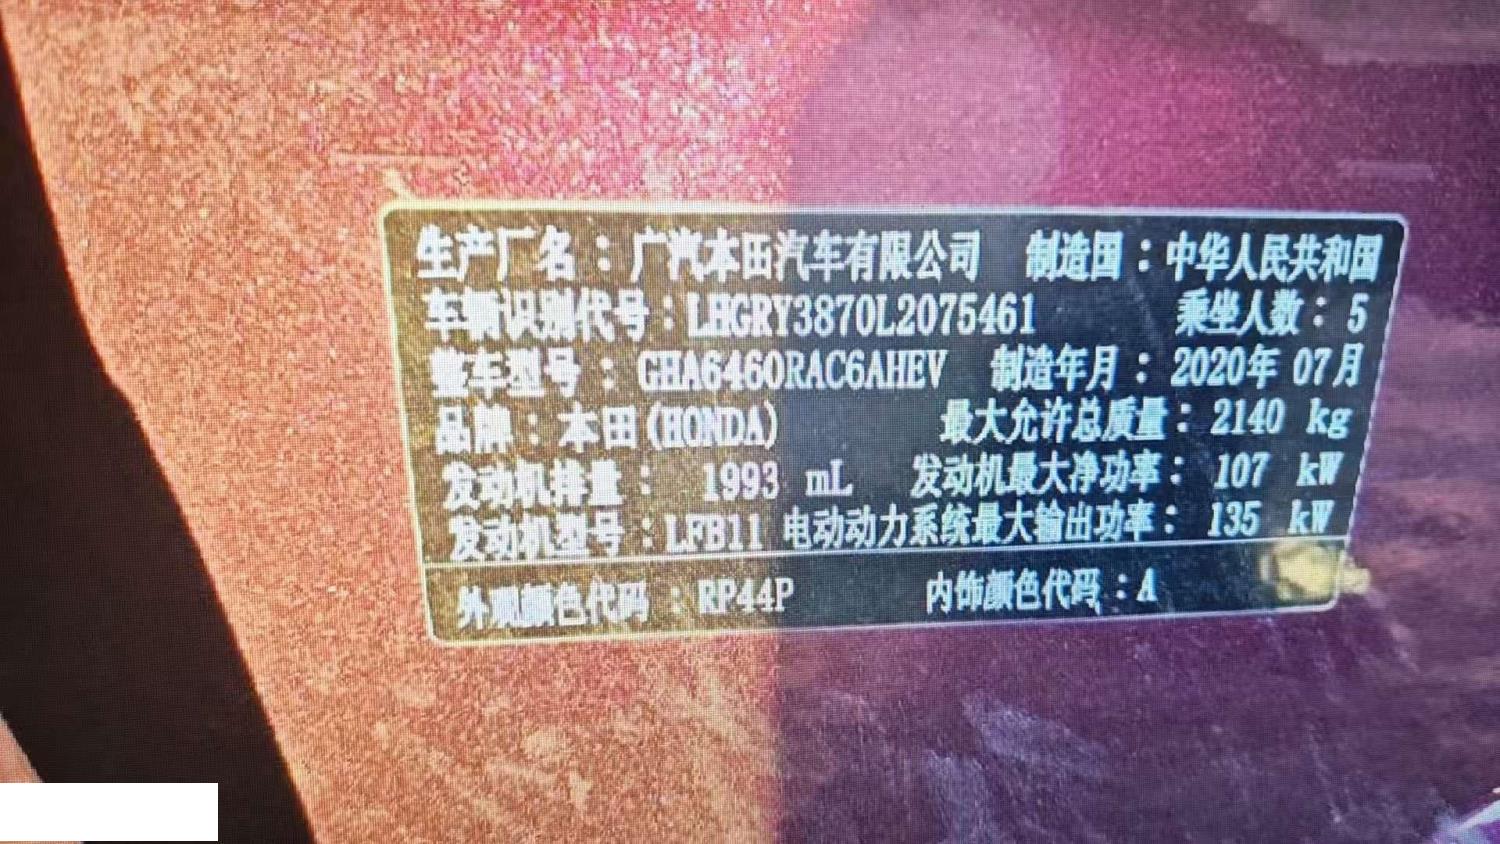 生产厂名：广汽本田汽车有限公司 制造国：中华人民共和国
车辆识别代号：LHGRY3870L2075461 乘坐人数：5
整车型号：GHA6460RAC6AHEV 制造年月：2020年 07月
品牌：本田(HONDA) 最大允许总质量：2140 kg
发动机排量： 1993 mL 发动机最大净功率：107 kW
发动机型号：LFB11 电动动力系统最大输出功率：135 kW
外观颜色代码：RP44P 内饰颜色代码：A